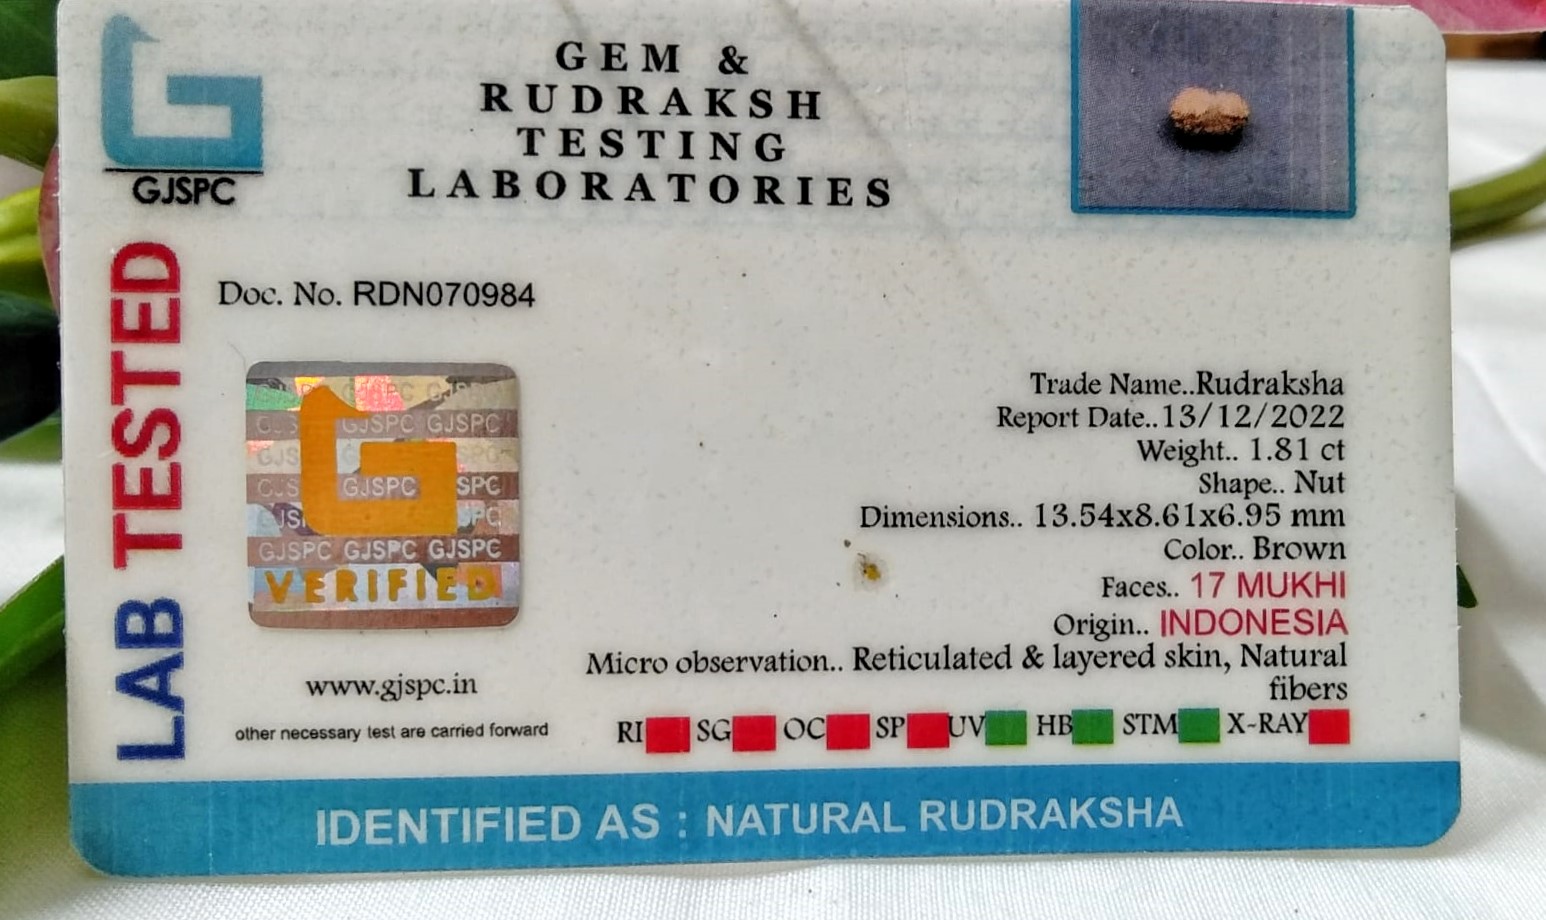 GEM &
RUDRAKSH
TESTING
LABORATORIES
GJSPC
LAB TESTED
Doc. No. RDN070984
GJSPC GJSPC
GJSPC GJSPC
GJSPC SPC
GJSPC GJSPC GJSPC
VERIFIED
www.gjspc.in
other necessary test are carried forward
Trade Name..Rudraksha
Report Date..13/12/2022
Weight.. 1.81 ct
Shape.. Nut
Dimensions.. 13.54x8.61x6.95 mm
Color.. Brown
Faces.. 17 MUKHI
Origin.. INDONESIA
Micro observation.. Reticulated & layered skin, Natural
fibers
RI SG OC SP UV HB STM X-RAY
IDENTIFIED AS : NATURAL RUDRAKSHA